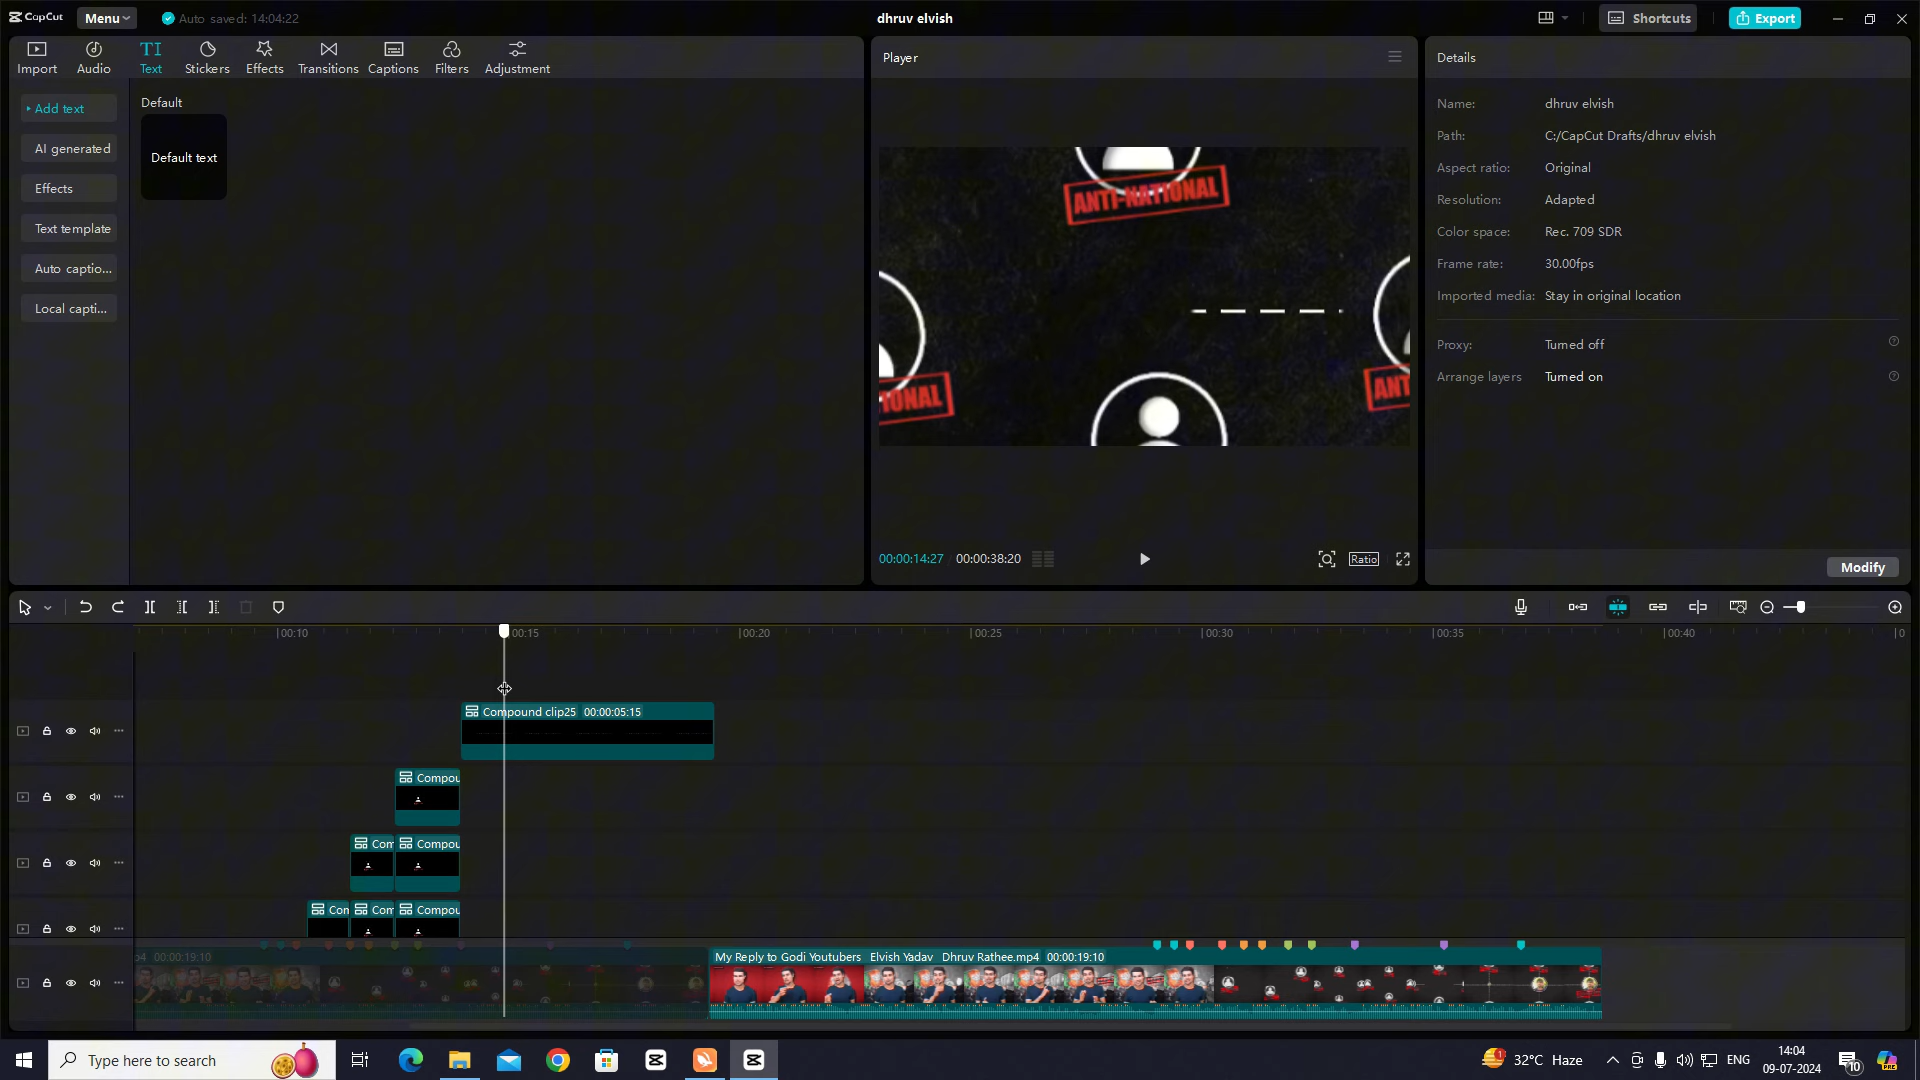 CapCut
Menu
Auto saved: 14:04:22
dhruv elvish
Shortcuts
Export
Import
Audio
TI
Text
Stickers
Effects
Transitions
Captions
Filters
Adjustment
Add text
AI generated
Effects
Text template
Auto captio...
Local capti...
Default
Default text
Player
ANTI-NATIONAL
IONAL
ANTI
00:00:14:27
00:00:38:20
Ratio
Details
Name: dhruv elvish
Path: C:/CapCut Drafts/dhruv elvish
Aspect ratio: Original
Resolution: Adapted
Color space: Rec. 709 SDR
Frame rate: 30.00fps
Imported media: Stay in original location
Proxy: Turned off
Arrange layers Turned on
Modify
00:10
00:15
00:20
00:25
00:30
00:35
00:40
0
Compound clip25 00:00:05:15
Compou
Com Compou
Con Com Compou
p4 00:00:19:10
My Reply to Godi Youtubers Elvish Yadav Dhruv Rathee.mp4 00:00:19:10
Type here to search
1
32°C Haze
ENG
14:04
09-07-2024
10
PRE